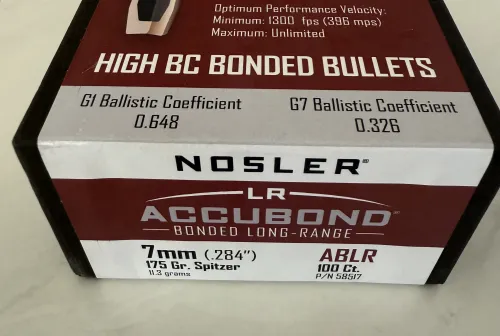 Optimum Performance Velocity:
Minimum: 1300 fps (396 mps)
Maximum: Unlimited
HIGH BC BONDED BULLETS
G1 Ballistic Coefficient
0.648
G7 Ballistic Coefficient
0.326
NOSLER®
LR
ACCUBOND®
BONDED LONG-RANGE
7mm (.284")
175 Gr. Spitzer
11.3 grams
ABLR
100 Ct.
P/N 58517